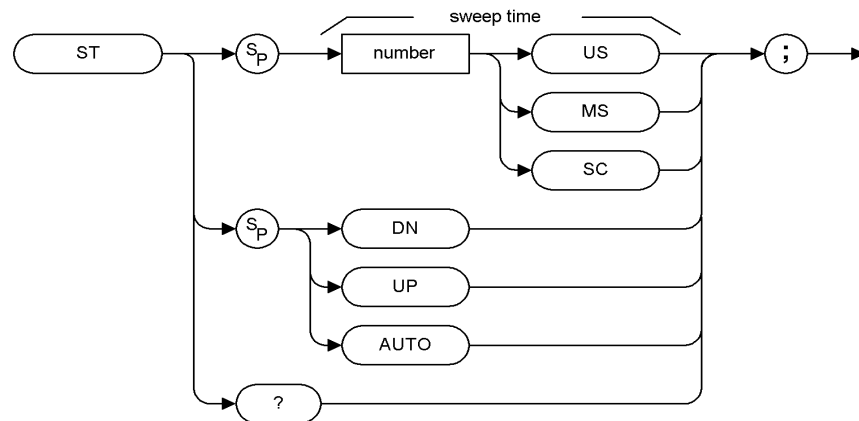 sweep time
ST SP number US ;
MS
SC
SP DN
UP
AUTO
?